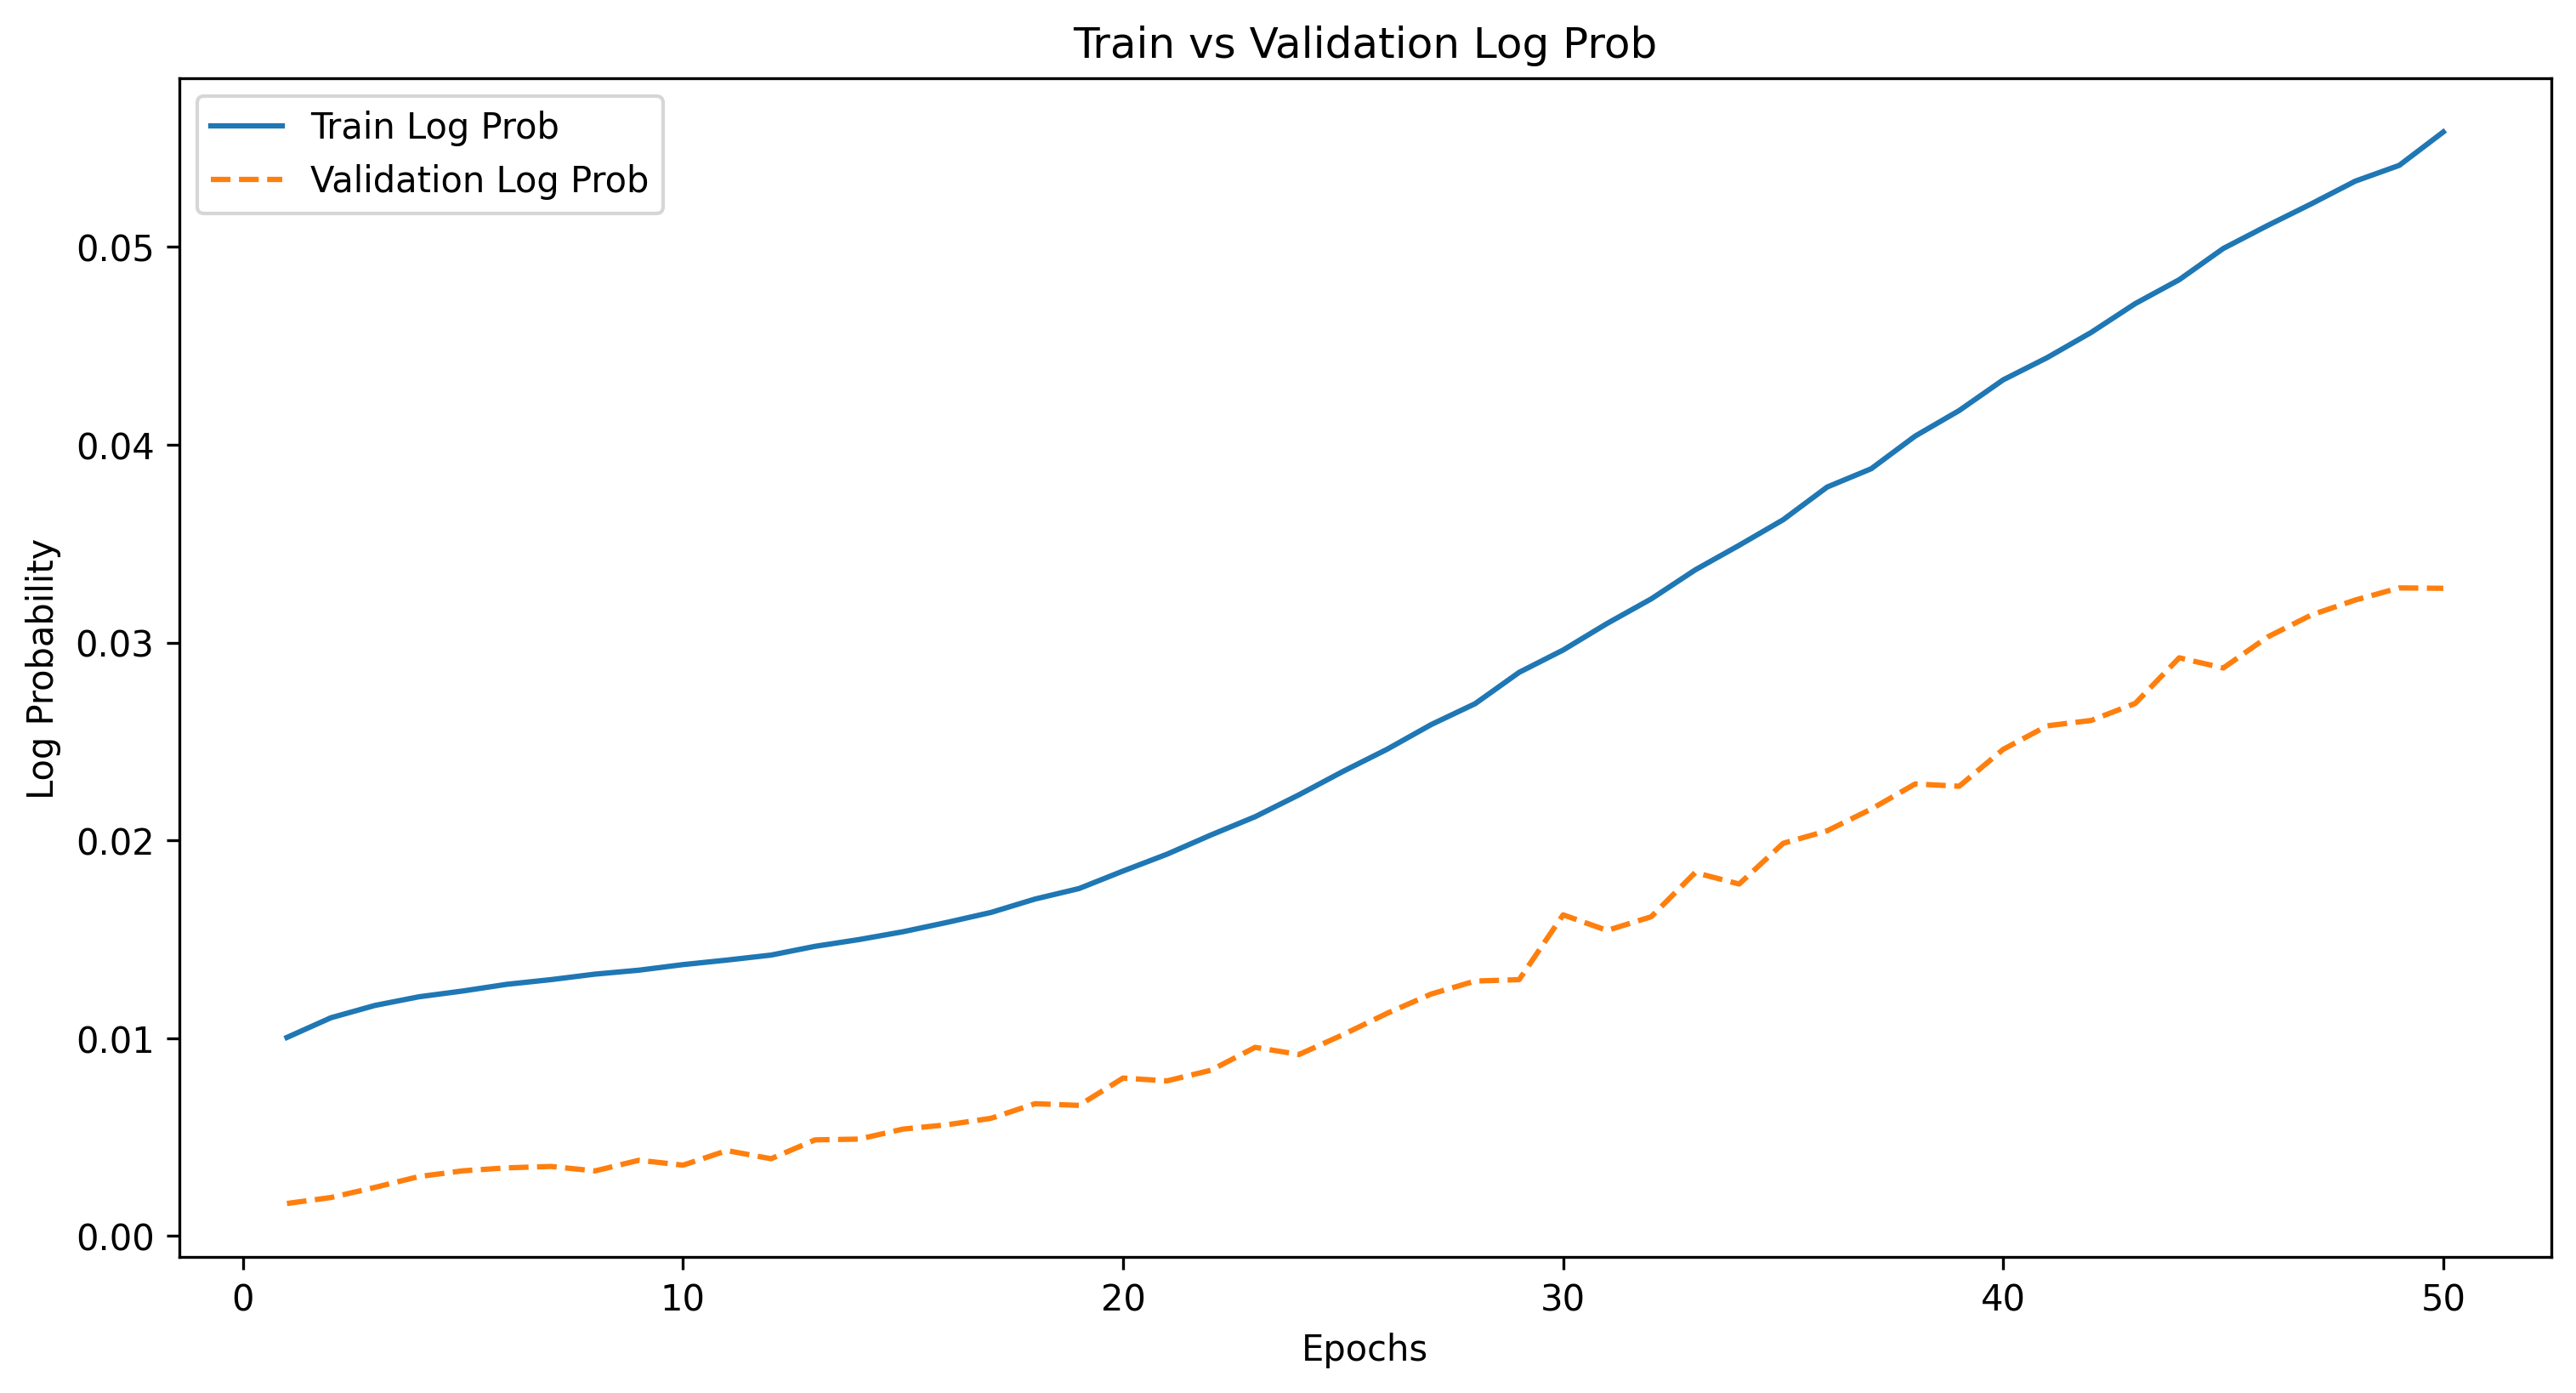 Train vs Validation Log Prob
Train Log Prob
Validation Log Prob
Log Probability
0.05
0.04
0.03
0.02
0.01
0.00
0 10 20 30 40 50
Epochs